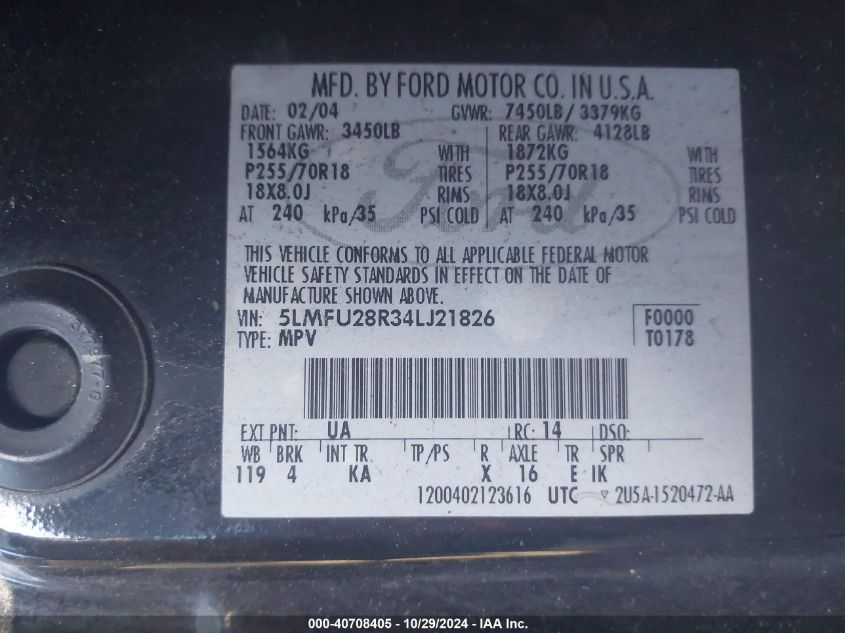 MFD. BY FORD MOTOR CO. IN U.S.A.
DATE: 02/04 GVWR: 7450LB/ 3379KG
FRONT GAWR: 3450LB REAR GAWR: 4128LB
1564KG WITH 1872KG WITH
P255/70R18 TIRES P255/70R18 TIRES
18X8.0J RIMS 18X8.0J RIMS
AT 240 kPa/35 PSI COLD AT 240 kPa/35 PSI COLD
Ford
THIS VEHICLE CONFORMS TO ALL APPLICABLE FEDERAL MOTOR
VEHICLE SAFETY STANDARDS IN EFFECT ON THE DATE OF
MANUFACTURE SHOWN ABOVE.
VIN: 5LMFU28R34LJ21826 F0000
TYPE: MPV T0178
EXT PNT: UA RC: 14 DSO:
WB BRK INT TR TP/PS R AXLE TR SPR
119 4 KA X 16 E IK
1200402123616 UTC ▽ 2U5A-1520472-AA
000-40708405 - 10/29/2024 - IAA Inc.